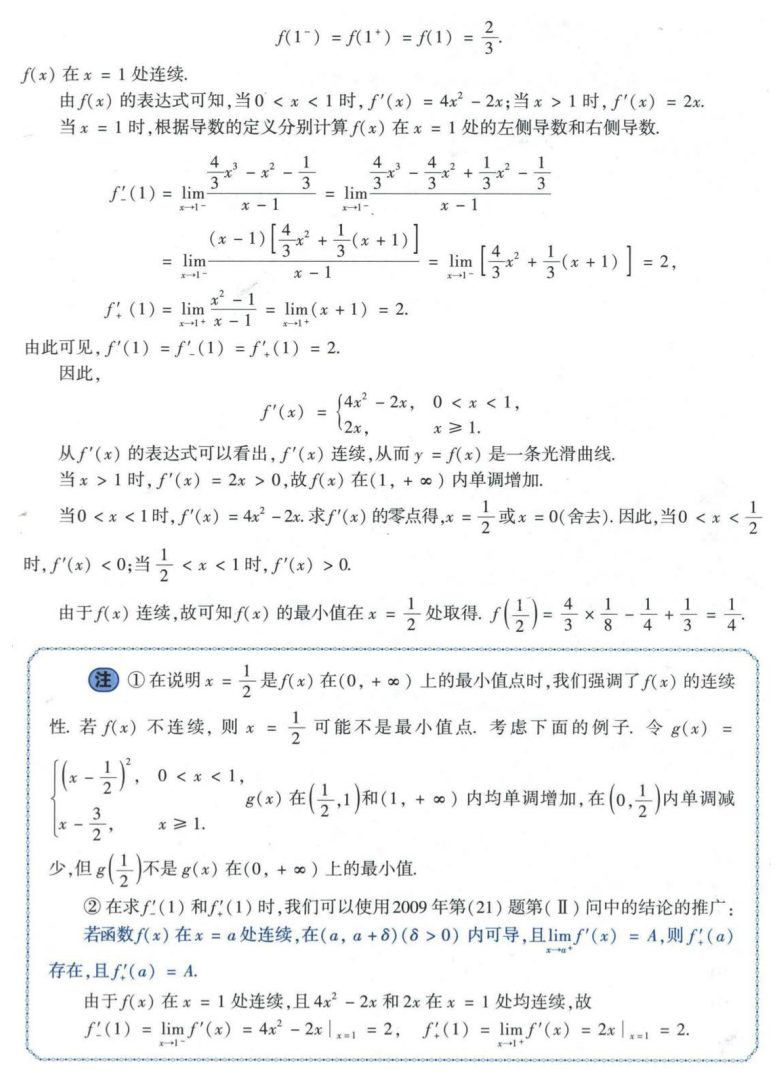 f(1⁻) = f(1⁺) = f(1) = 2/3.
f(x) 在 x = 1 处连续.
由 f(x) 的表达式可知,当 0 < x < 1 时, f′(x) = 4x² − 2x;当 x > 1 时, f′(x) = 2x.
当 x = 1 时,根据导数的定义分别计算 f(x) 在 x = 1 处的左侧导数和右侧导数.
f′₋(1) = lim_{x→1⁻} (4/3 x³ − x² − 1/3)/(x − 1) = lim_{x→1⁻} (4/3 x³ − 4/3 x² + 1/3 x² − 1/3)/(x − 1)
= lim_{x→1⁻} (x − 1)[4/3 x² + 1/3 (x + 1)]/(x − 1) = lim_{x→1⁻} [4/3 x² + 1/3 (x + 1)] = 2,
f′₊(1) = lim_{x→1⁺} (x² − 1)/(x − 1) = lim_{x→1⁺} (x + 1) = 2.
由此可见, f′(1) = f′₋(1) = f′₊(1) = 2.
因此,
f′(x) = { 4x² − 2x, 0 < x < 1,
2x, x ⩾ 1.
从 f′(x) 的表达式可以看出, f′(x) 连续,从而 y = f(x) 是一条光滑曲线.
当 x > 1 时, f′(x) = 2x > 0,故 f(x) 在(1, + ∞) 内单调增加.
当 0 < x < 1 时, f′(x) = 4x² − 2x. 求 f′(x) 的零点得, x = 1/2 或 x = 0(舍去). 因此,当 0 < x < 1/2
时, f′(x) < 0;当 1/2 < x < 1 时, f′(x) > 0.
由于 f(x) 连续,故可知 f(x) 的最小值在 x = 1/2 处取得. f(1/2) = 4/3 × 1/8 − 1/4 + 1/3 = 1/4.
注 ① 在说明 x = 1/2 是 f(x) 在(0, + ∞) 上的最小值点时,我们强调了 f(x) 的连续
性. 若 f(x) 不连续, 则 x = 1/2 可能不是最小值点. 考虑下面的例子. 令 g(x) =
{ (x − 1/2)², 0 < x < 1,
x − 3/2, x ⩾ 1. g(x) 在(1/2,1)和(1, + ∞) 内均单调增加,在(0,1/2)内单调减
少,但 g(1/2)不是 g(x) 在(0, + ∞) 上的最小值.
② 在求 f′₋(1) 和 f′₊(1) 时,我们可以使用2009 年第(21) 题第(Ⅱ) 问中的结论的推广:
若函数 f(x) 在 x = a 处连续,在(a, a + δ)(δ > 0) 内可导,且 lim_{x→a⁺} f′(x) = A,则 f′₊(a)
存在,且 f′₊(a) = A.
由于 f(x) 在 x = 1 处连续,且 4x² − 2x 和 2x 在 x = 1 处均连续,故
f′₋(1) = lim_{x→1⁻} f′(x) = 4x² − 2x |ₓ₌₁ = 2, f′₊(1) = lim_{x→1⁺} f′(x) = 2x |ₓ₌₁ = 2.